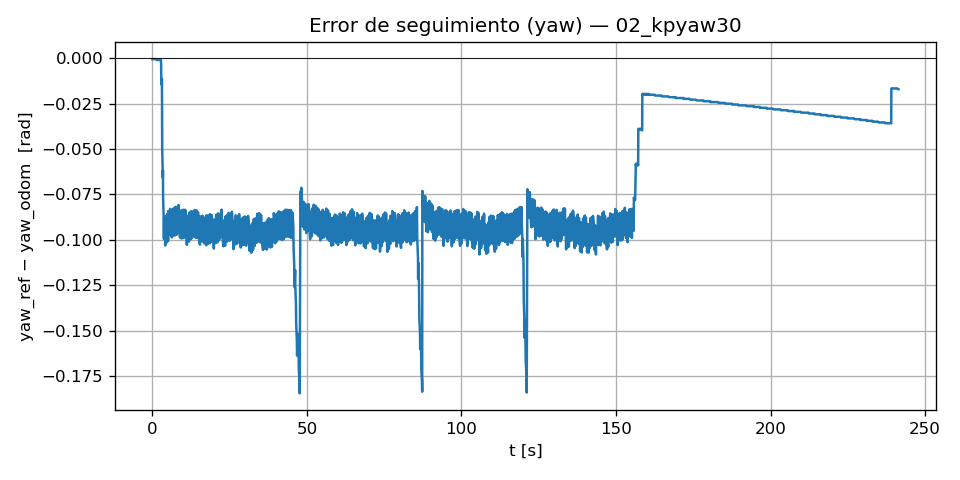 Error de seguimiento (yaw) — 02_kpyaw30
yaw_ref − yaw_odom [rad]
0.000
−0.025
−0.050
−0.075
−0.100
−0.125
−0.150
−0.175
0 50 100 150 200 250
t [s]